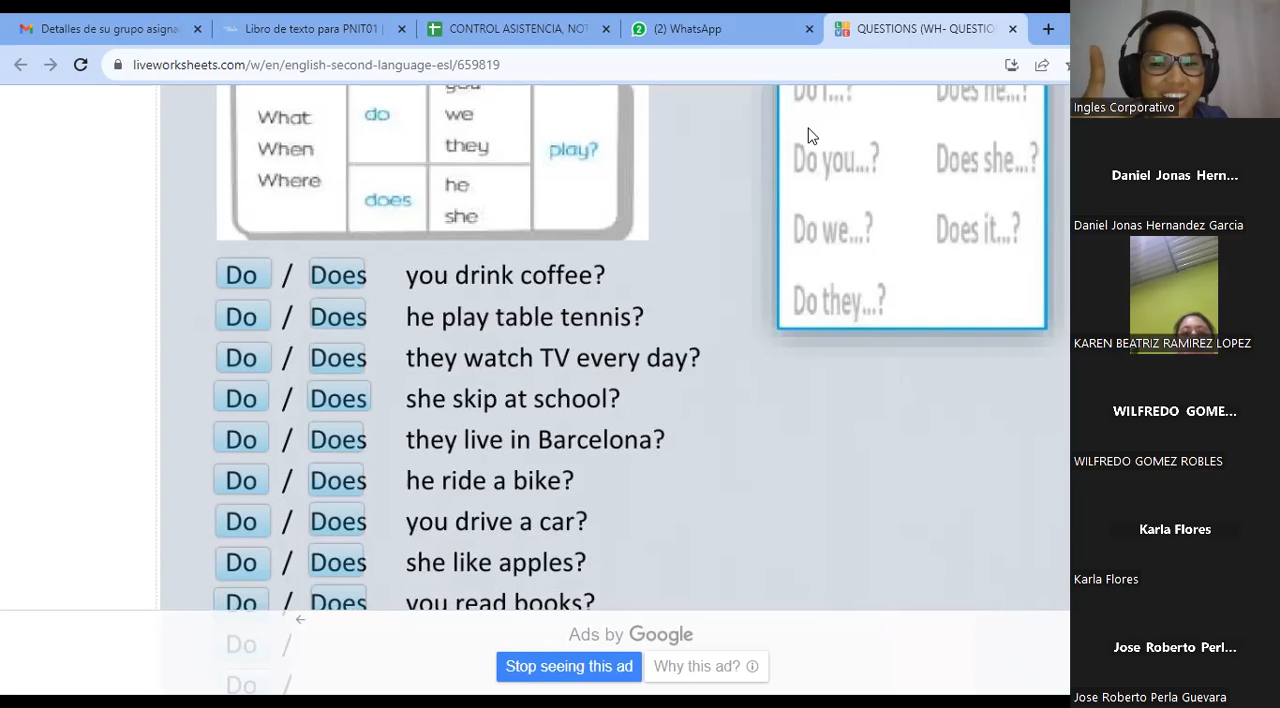 Detalles de su grupo asigna
Libro de texto para PNIT01 |
CONTROL ASISTENCIA, NOT
(2) WhatsApp
QUESTIONS (WH- QUESTIO
liveworksheets.com/w/en/english-second-language-esl/659819
What
When
Where
do
does
you
we
they
he
she
play?
Do I...?
Does he...?
Do you...?
Does she...?
Do we...?
Does it...?
Do they...?
Do / Does you drink coffee?
Do / Does he play table tennis?
Do / Does they watch TV every day?
Do / Does she skip at school?
Do / Does they live in Barcelona?
Do / Does he ride a bike?
Do / Does you drive a car?
Do / Does she like apples?
Do / Does you read books?
Do /
Do /
Ads by Google
Stop seeing this ad
Why this ad?
Ingles Corporativo
Daniel Jonas Hern...
Daniel Jonas Hernandez Garcia
KAREN BEATRIZ RAMIREZ LOPEZ
WILFREDO GOME...
WILFREDO GOMEZ ROBLES
Karla Flores
Karla Flores
Jose Roberto Perl...
Jose Roberto Perla Guevara